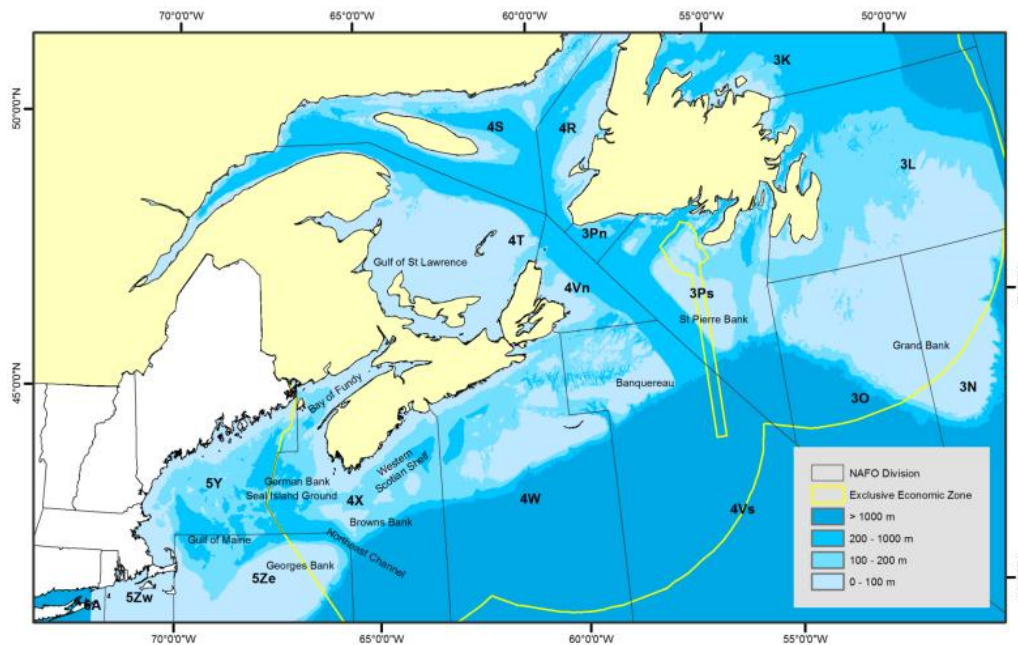 70°0'0"W
65°0'0"W
60°0'0"W
55°0'0"W
50°0'0"W
3K
50°0'0"N
4S
4R
3L
3Pn
4T
Gulf of St Lawrence
4Vn
3Ps
St Pierre Bank
Grand Bank
Banquereau
45°0'0"N
Bay of Fundy
3O
3N
Western
Scotian Shelf
5Y
German Bank
Seal Island Ground
4X
4W
4Vs
Browns Bank
Gulf of Maine
Northeast Channel
Georges Bank
5Ze
5Zw
NAFO Division
Exclusive Economic Zone
> 1000 m
200 - 1000 m
100 - 200 m
0 - 100 m
70°0'0"W
65°0'0"W
60°0'0"W
55°0'0"W